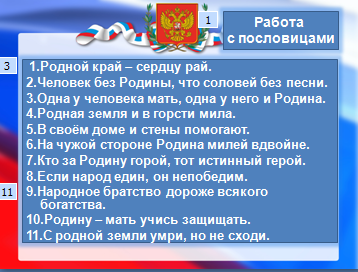 1
Работа
с пословицами
3
1.Родной край – сердцу рай.
2.Человек без Родины, что соловей без песни.
3.Одна у человека мать, одна у него и Родина.
4.Родная земля и в горсти мила.
5.В своём доме и стены помогают.
6.На чужой стороне Родина милей вдвойне.
7.Кто за Родину горой, тот истинный герой.
8.Если народ един, он непобедим.
11
9.Народное братство дороже всякого
богатства.
10.Родину – мать учись защищать.
11.С родной земли умри, но не сходи.